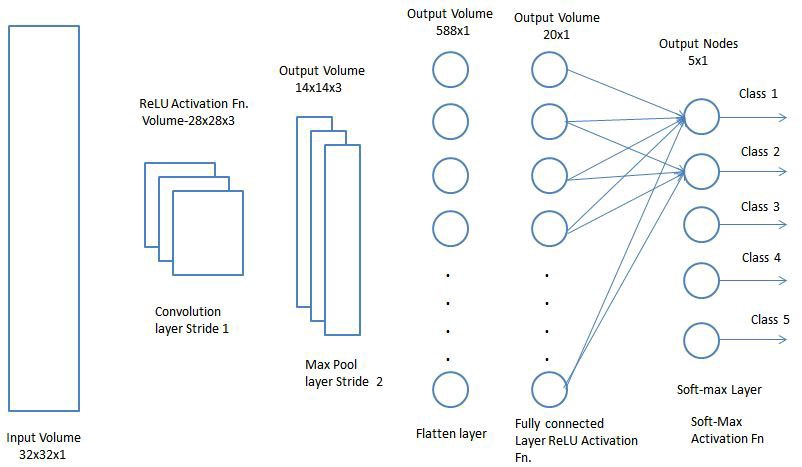 Input Volume
32x32x1
ReLU Activation Fn.
Volume-28x28x3
Convolution
layer Stride 1
Output Volume
14x14x3
Max Pool
layer Stride 2
Output Volume
588x1
Flatten layer
Output Volume
20x1
Fully connected
Layer ReLU Activation
Fn.
Output Nodes
5x1
Class 1
Class 2
Class 3
Class 4
Class 5
Soft-max Layer
Soft-Max
Activation Fn